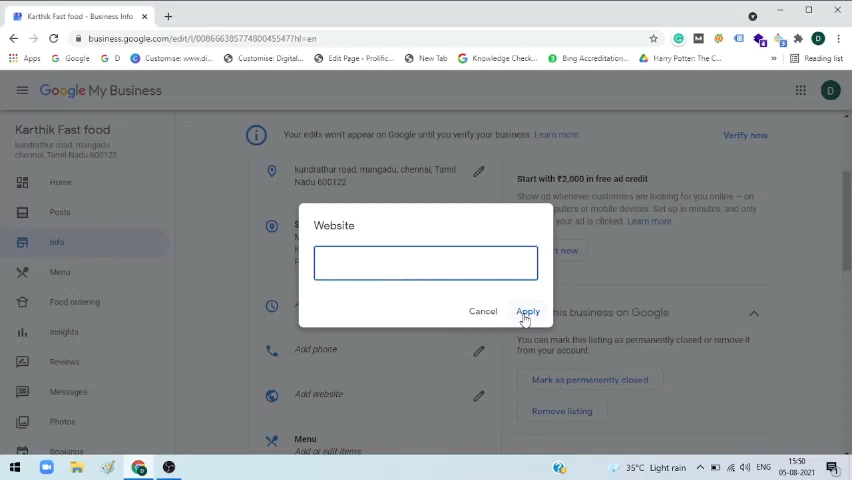 Karthik Fast food - Business Info
business.google.com/edit/l/00866385774800455477?hl=en
Apps
Google
G D
Customise: www.di...
Customise: Digital...
Edit Page - Prolific...
New Tab
Knowledge Check...
Bing Accreditation...
Harry Potter: The C...
Reading list
Google My Business
D
Karthik Fast food
kundrathur road, mangadu
chennai, Tamil Nadu 600122
Home
Posts
Info
Menu
Food ordering
Insights
Reviews
Messages
Photos
Bookings
Your edits won't appear on Google until you verify your business. Learn more
Verify now
kundrathur road, mangadu, chennai, Tamil
Nadu 600122
Start with ₹2,000 in free ad credit
Show up whenever customers are looking for you online — on
computers or mobile devices. Set up in minutes, and only
your ad is clicked. Learn more
now
Website
Cancel
Apply
this business on Google
You can mark this listing as permanently closed or remove it
from your account
Mark as permanently closed
Remove listing
Add phone
Add website
Menu
Add or edit items
35°C Light rain
ENG
15:50
05-08-2021